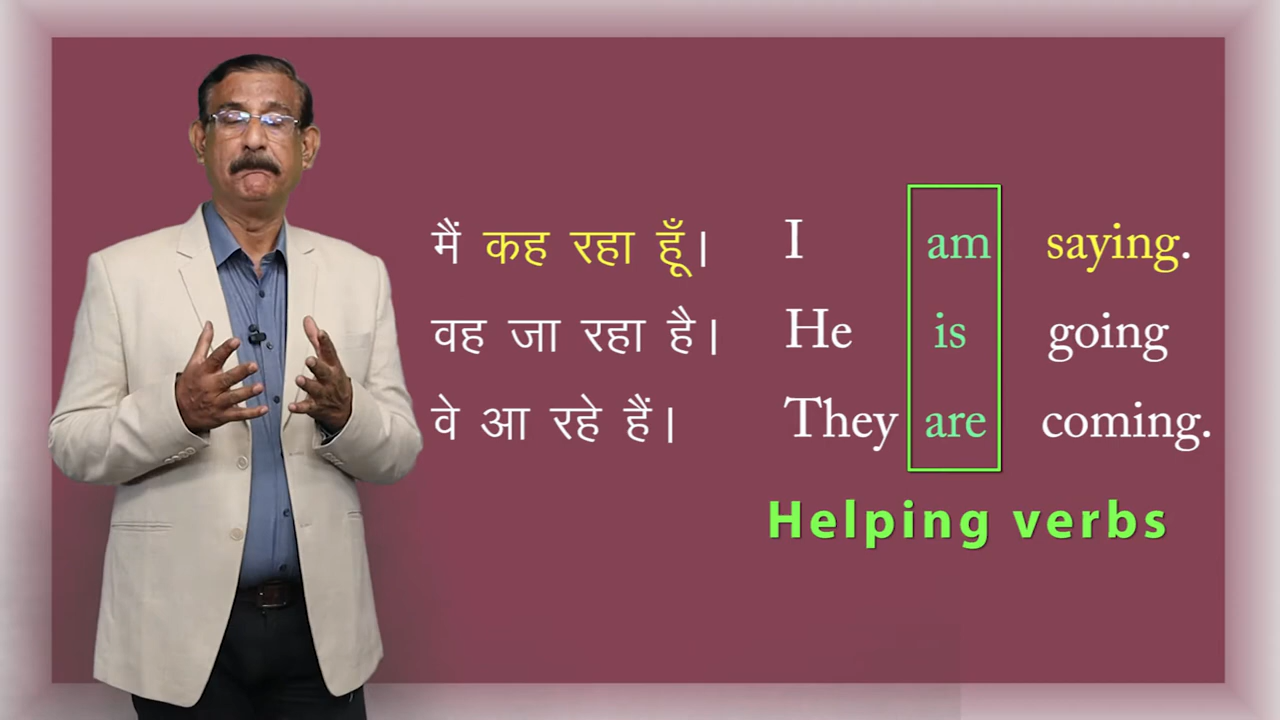 मैं कह रहा हूँ। I am saying.
वह जा रहा है। He is going
वे आ रहे हैं। They are coming.
Helping verbs